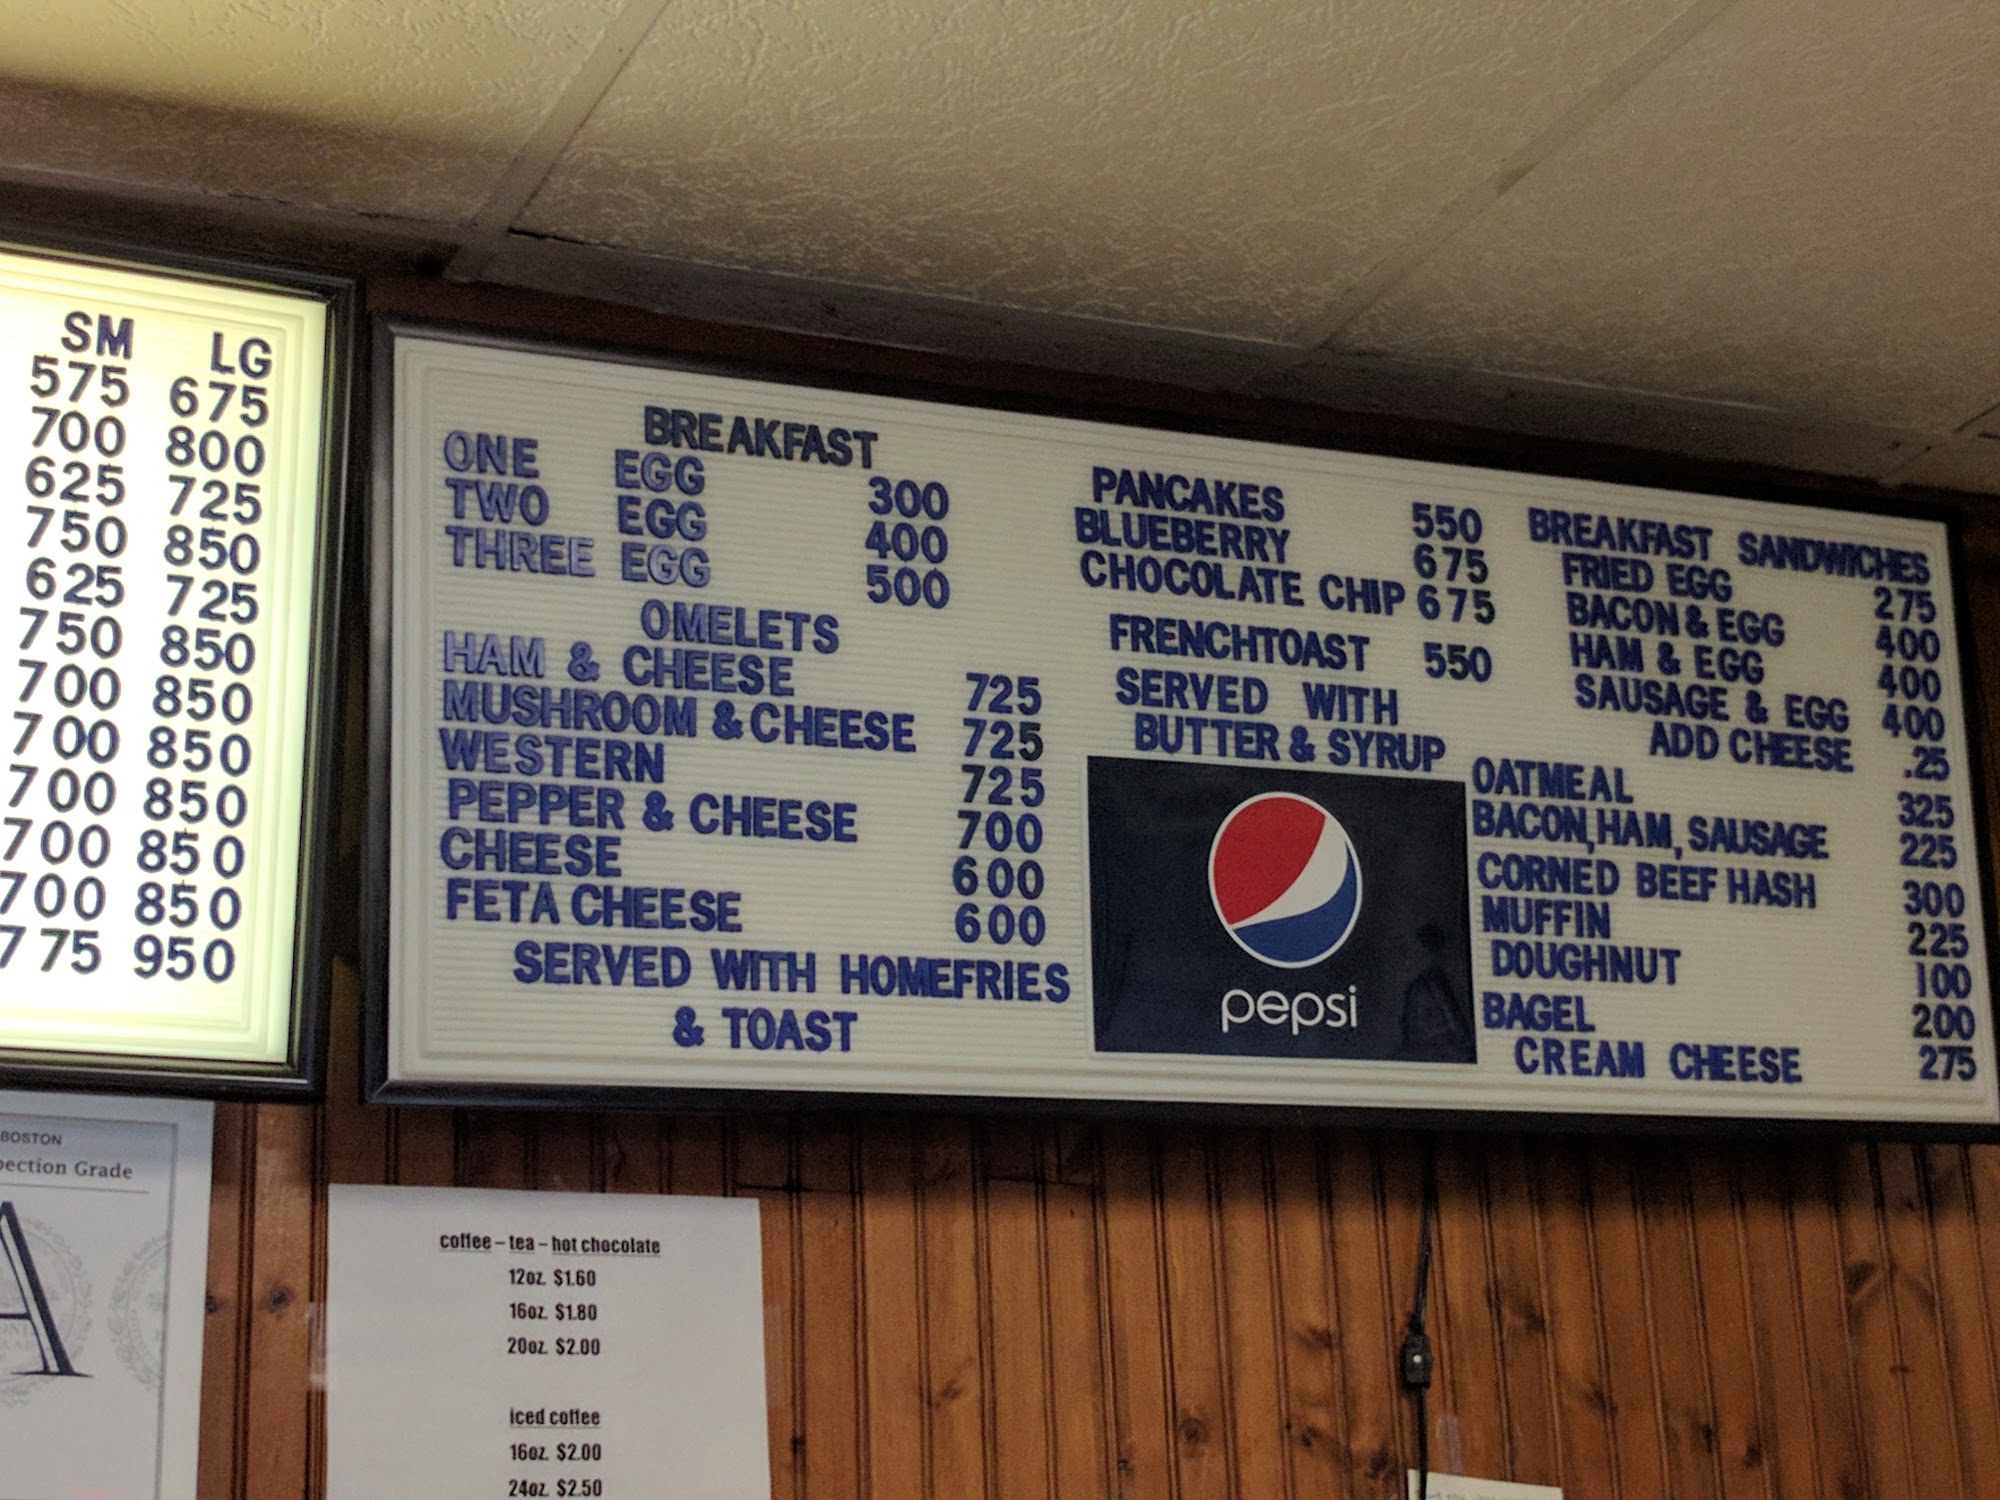 SM LG
575 675
700 800
625 725
750 850
625 725
750 850
700 850
700 850
700 850
700 850
700 850
775 950
BREAKFAST
ONE EGG 300
TWO EGG 400
THREE EGG 500
OMELETS
HAM & CHEESE 725
MUSHROOM & CHEESE 725
WESTERN 725
PEPPER & CHEESE 700
CHEESE 600
FETA CHEESE 600
SERVED WITH HOMEFRIES
& TOAST
PANCAKES 550
BLUEBERRY 675
CHOCOLATE CHIP 675
FRENCHTOAST 550
SERVED WITH
BUTTER & SYRUP
pepsi
BREAKFAST SANDWICHES
FRIED EGG 275
BACON & EGG 400
HAM & EGG 400
SAUSAGE & EGG 400
ADD CHEESE .25
OATMEAL 325
BACON, HAM, SAUSAGE 225
CORNED BEEF HASH 300
MUFFIN 225
DOUGHNUT 100
BAGEL 200
CREAM CHEESE 275
BOSTON
pection Grade
A
coffee – tea – hot chocolate
12oz. $1.60
16oz. $1.80
20oz. $2.00
iced coffee
16oz. $2.00
24oz. $2.50